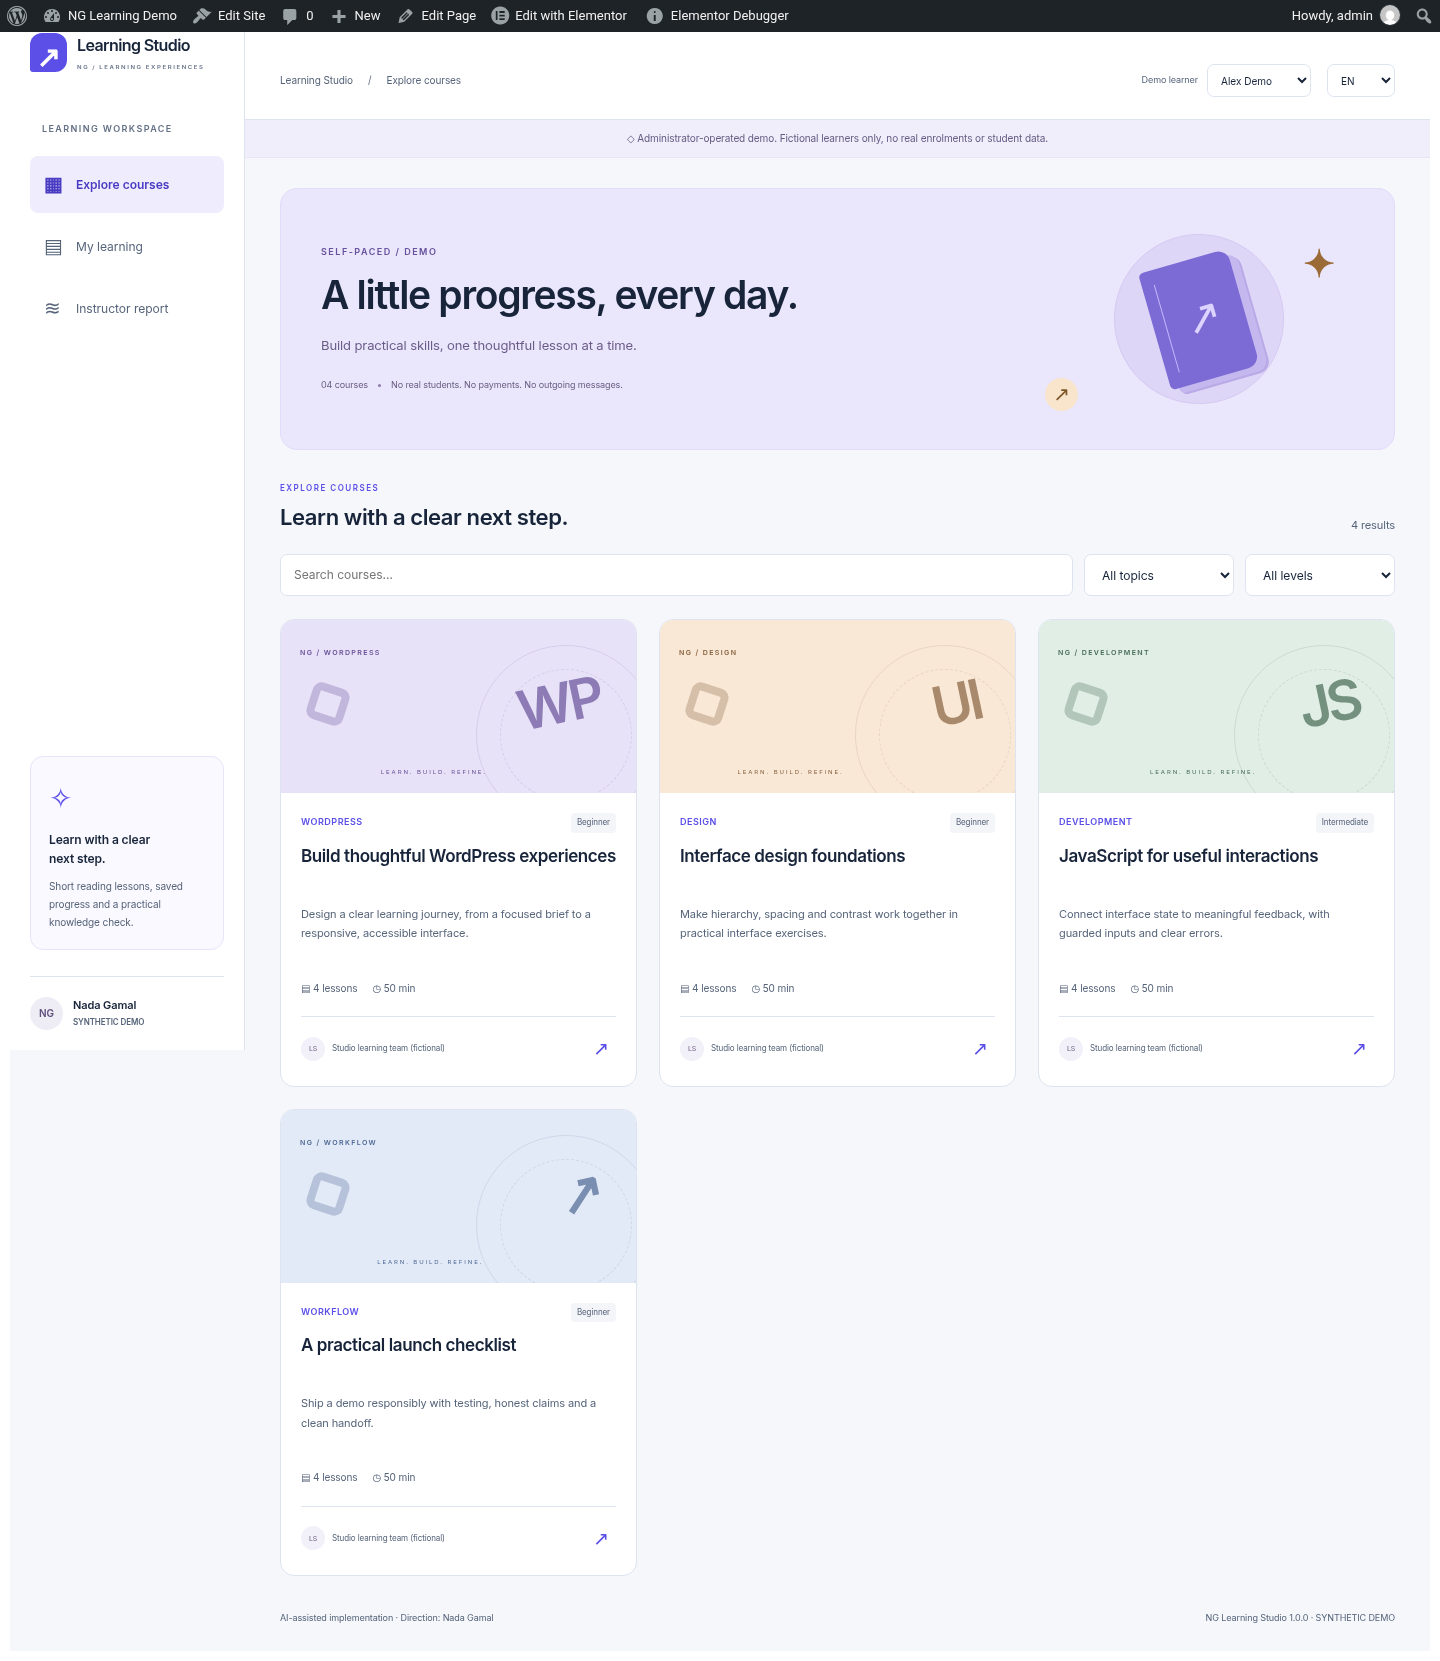 NG Learning Demo Edit Site 0 New Edit Page Edit with Elementor Elementor Debugger Howdy, admin
Learning Studio
NG / LEARNING EXPERIENCES
LEARNING WORKSPACE
Explore courses
My learning
Instructor report
Learn with a clear
next step.
Short reading lessons, saved
progress and a practical
knowledge check.
NG Nada Gamal
SYNTHETIC DEMO
Learning Studio / Explore courses Demo learner Alex Demo EN
◇ Administrator-operated demo. Fictional learners only, no real enrolments or student data.
SELF-PACED / DEMO
A little progress, every day.
Build practical skills, one thoughtful lesson at a time.
04 courses • No real students. No payments. No outgoing messages.
EXPLORE COURSES
Learn with a clear next step.
4 results
Search courses... All topics All levels
NG / WORDPRESS
WP
LEARN. BUILD. REFINE.
WORDPRESS Beginner
Build thoughtful WordPress experiences
Design a clear learning journey, from a focused brief to a
responsive, accessible interface.
4 lessons 50 min
LS Studio learning team (fictional) ↗
NG / DESIGN
UI
LEARN. BUILD. REFINE.
DESIGN Beginner
Interface design foundations
Make hierarchy, spacing and contrast work together in
practical interface exercises.
4 lessons 50 min
LS Studio learning team (fictional) ↗
NG / DEVELOPMENT
JS
LEARN. BUILD. REFINE.
DEVELOPMENT Intermediate
JavaScript for useful interactions
Connect interface state to meaningful feedback, with
guarded inputs and clear errors.
4 lessons 50 min
LS Studio learning team (fictional) ↗
NG / WORKFLOW
↗
LEARN. BUILD. REFINE.
WORKFLOW Beginner
A practical launch checklist
Ship a demo responsibly with testing, honest claims and a
clean handoff.
4 lessons 50 min
LS Studio learning team (fictional) ↗
AI-assisted implementation · Direction: Nada Gamal
NG Learning Studio 1.0.0 · SYNTHETIC DEMO